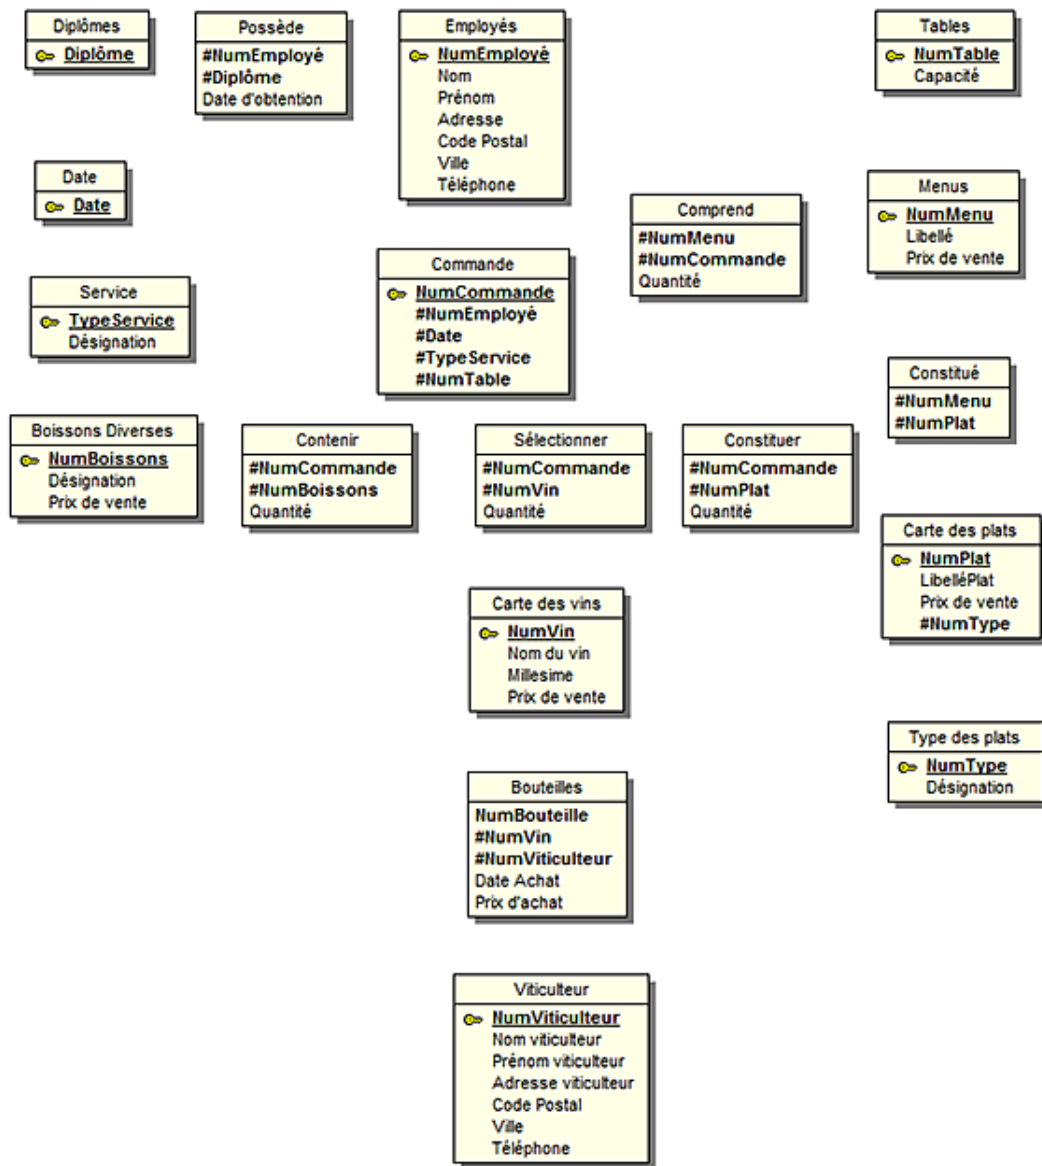 Diplômes
Diplôme
Possède
#NumEmployé
#Diplôme
Date d'obtention
Employés
NumEmployé
Nom
Prénom
Adresse
Code Postal
Ville
Téléphone
Tables
NumTable
Capacité
Date
Date
Comprend
#NumMenu
#NumCommande
Quantité
Menus
NumMenu
Libellé
Prix de vente
Service
TypeService
Désignation
Commande
NumCommande
#NumEmployé
#Date
#TypeService
#NumTable
Constitué
#NumMenu
#NumPlat
Boissons Diverses
NumBoissons
Désignation
Prix de vente
Contenir
#NumCommande
#NumBoissons
Quantité
Sélectionner
#NumCommande
#NumVin
Quantité
Constituer
#NumCommande
#NumPlat
Quantité
Carte des plats
NumPlat
LibelléPlat
Prix de vente
#NumType
Carte des vins
NumVin
Nom du vin
Millesime
Prix de vente
Type des plats
NumType
Désignation
Bouteilles
NumBouteille
#NumVin
#NumViticulteur
Date Achat
Prix d'achat
Viticulteur
NumViticulteur
Nom viticulteur
Prénom viticulteur
Adresse viticulteur
Code Postal
Ville
Téléphone